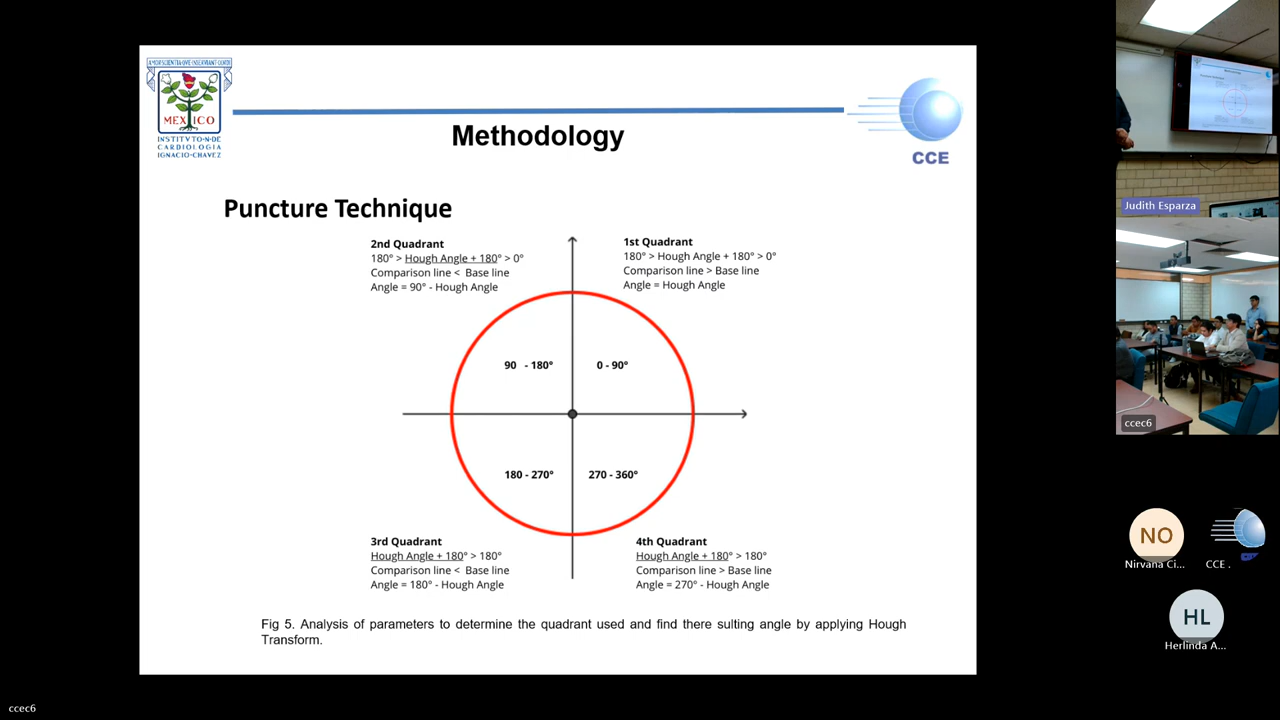 MEXICO
INSTITVTO·N·DE
CARDIOLOGIA
IGNACIO·CHAVEZ
CCE
Methodology
Puncture Technique
2nd Quadrant
180° > Hough Angle + 180° > 0°
Comparison line < Base line
Angle = 90° - Hough Angle
1st Quadrant
180° > Hough Angle + 180° > 0°
Comparison line > Base line
Angle = Hough Angle
90 - 180°
0 - 90°
180 - 270°
270 - 360°
3rd Quadrant
Hough Angle + 180° > 180°
Comparison line < Base line
Angle = 180° - Hough Angle
4th Quadrant
Hough Angle + 180° > 180°
Comparison line > Base line
Angle = 270° - Hough Angle
Fig 5. Analysis of parameters to determine the quadrant used and find there sulting angle by applying Hough
Transform.
Methodology
Judith Esparza
ccec6
NO
Nirvana Ci...
CCE .
HL
Herlinda A...
ccec6